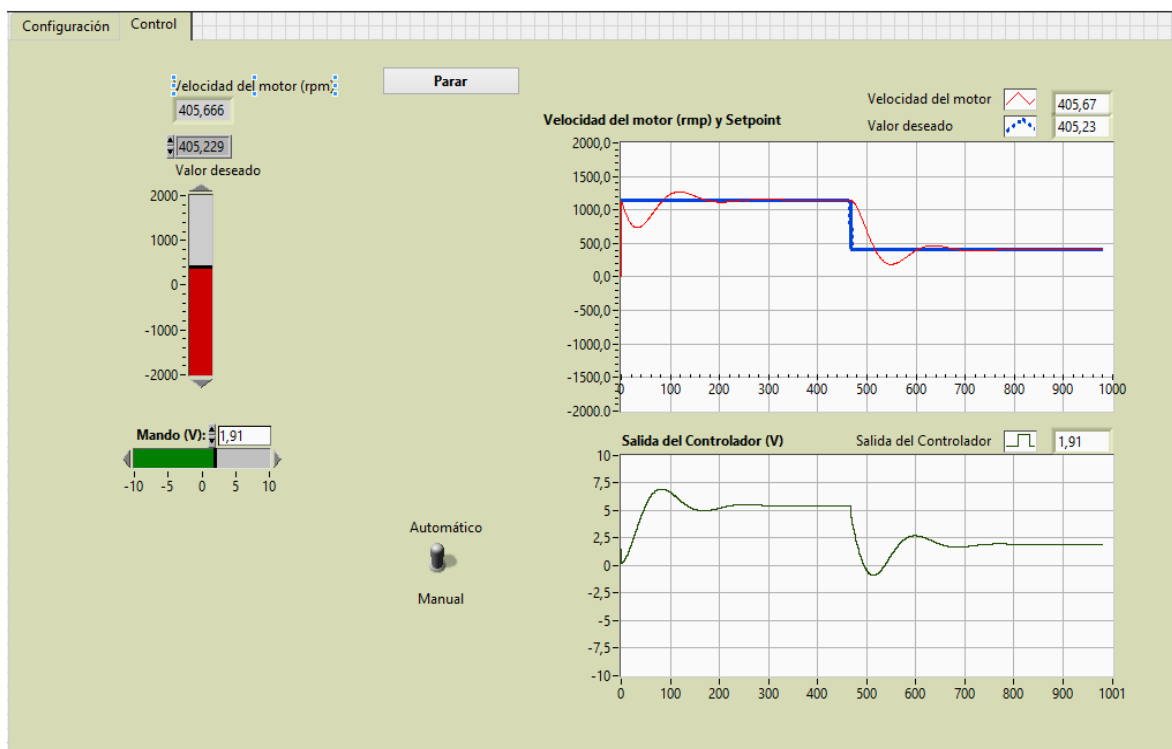 Configuración
Control
Velocidad del motor (rpm)
405,666
405,229
Valor deseado
2000
1000
0
-1000
-2000
Mando (V):
1,91
-10 -5 0 5 10
Parar
Automático
Manual
Velocidad del motor (rmp) y Setpoint
Velocidad del motor 405,67
Valor deseado 405,23
2000,0
1500,0
1000,0
500,0
0,0
-500,0
-1000,0
-1500,0
-2000.0
0 100 200 300 400 500 600 700 800 900 1000
Salida del Controlador (V)
Salida del Controlador 1,91
10
7,5
5
2,5
0
-2,5
-5
-7,5
-10
0 100 200 300 400 500 600 700 800 900 1001